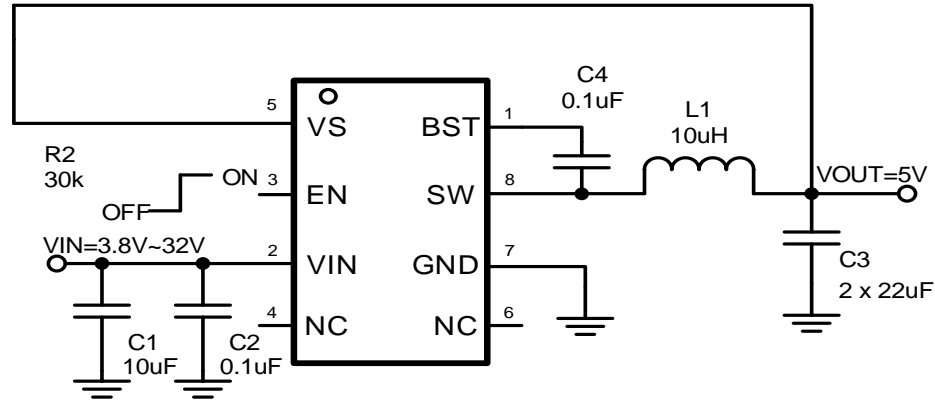 C4
0.1uF
L1
10uH
5
VS
BST
1
R2
30k
ON
OFF
3
EN
SW
8
VOUT=5V
VIN=3.8V~32V
2
VIN
GND
7
C3
2 x 22uF
4
NC
NC
6
C1
10uF
C2
0.1uF